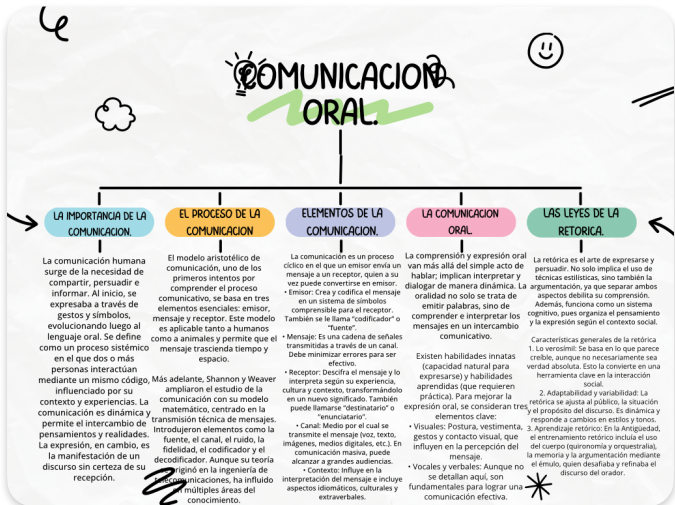 COMUNICACION
ORAL.
LA IMPORTANCIA DE LA
COMUNICACION.
La comunicación humana
surge de la necesidad de
compartir, persuadir e
informar. Al inicio, se
expresaba a través de
gestos y símbolos,
evolucionando luego al
lenguaje oral. Se define
como un proceso sistémico
en el que dos o más
personas interactúan
mediante un mismo código,
influenciado por su
contexto y experiencias. La
comunicación es dinámica y
permite el intercambio de
pensamientos y realidades.
La expresión, en cambio, es
la manifestación de un
discurso sin certeza de su
recepción.
EL PROCESO DE LA
COMUNICACIÓN
El modelo aristotélico de
comunicación, uno de los
primeros intentos por
comprender el proceso
comunicativo, se basa en tres
elementos esenciales: emisor,
mensaje y receptor. Este modelo
es aplicable tanto a humanos
como a animales y permite que el
mensaje trascienda tiempo y
espacio.
Más adelante, Shannon y Weaver
ampliaron el estudio de la
comunicación con su modelo
matemático, centrado en la
transmisión técnica de mensajes.
Introdujeron elementos como la
fuente, el canal, el ruido, la
fidelidad, el codificador y el
decodificador. Aunque su teoría
se originó en la ingeniería de
telecomunicaciones, ha influido
en múltiples áreas del
conocimiento.
ELEMENTOS DE LA
COMUNICACIÓN.
La comunicación es un proceso
cíclico en el que un emisor envía un
mensaje a un receptor, quien a su
vez puede convertirse en emisor.
• Emisor: Crea y codifica el mensaje
en un sistema de símbolos
comprensible para el receptor.
También se le llama "codificador" o
"fuente".
• Mensaje: Es una cadena de señales
transmitidas a través de un canal.
Debe minimizar errores para ser
efectivo.
• Receptor: Descifra el mensaje y lo
interpreta según su experiencia,
cultura y contexto, transformándolo
en un nuevo significado. También
puede llamarse "destinatario" o
"enunciatario".
• Canal: Medio por el cual se
transmite el mensaje (voz, texto,
imágenes, medios digitales, etc.). En
comunicación masiva, puede
alcanzar a grandes audiencias.
• Contexto: Influye en la
interpretación del mensaje e incluye
aspectos idiomáticos, culturales y
extraverbales.
LA COMUNICACION
ORAL.
La comprensión y expresión oral
van más allá del simple acto de
hablar; implican interpretar y
dialogar de manera dinámica. La
oralidad no solo se trata de
emitir palabras, sino de
comprender e interpretar los
mensajes en un intercambio
comunicativo.
Existen habilidades innatas
(capacidad natural para
expresarse) y habilidades
aprendidas (que requieren
práctica). Para mejorar la
expresión oral, se consideran tres
elementos clave:
• Visuales: Postura, vestimenta,
gestos y contacto visual, que
influyen en la percepción del
mensaje.
• Vocales y verbales: Aunque no
se detallan aquí, son
fundamentales para lograr una
comunicación efectiva.
LAS LEYES DE LA
RETORICA.
La retórica es el arte de expresarse y
persuadir. No solo implica el uso de
técnicas estilísticas, sino también la
argumentación, ya que separar ambos
aspectos debilita su comprensión.
Además, funciona como un sistema
cognitivo, pues organiza el pensamiento
y la expresión según el contexto social.
Características generales de la retórica
1. Lo verosímil: Se basa en lo que parece
creíble, aunque no necesariamente sea
verdad absoluta. Esto la convierte en una
herramienta clave en la interacción
social.
2. Adaptabilidad y variabilidad: La
retórica se ajusta al público, la situación
y el propósito del discurso. Es dinámica y
responde a cambios en estilos y tonos.
3. Aprendizaje retórico: En la Antigüedad,
el entrenamiento retórico incluía el uso
del cuerpo (quironomía y orquestralia),
la memoria y la argumentación mediante
el émulo, quien desafiaba y refinaba el
discurso del orador.